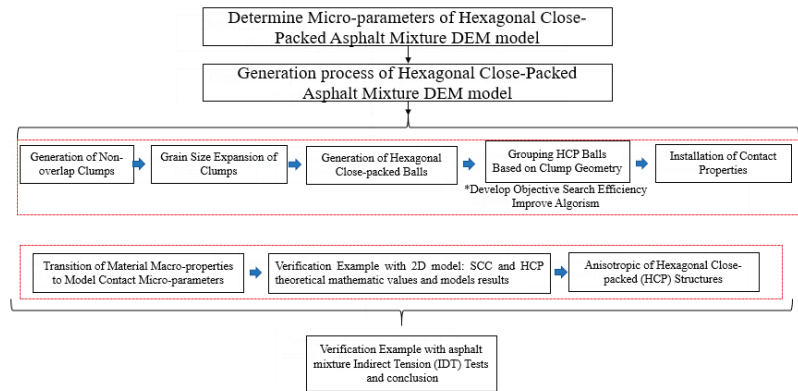 Determine Micro-parameters of Hexagonal Close-
Packed Asphalt Mixture DEM model
Generation process of Hexagonal Close-Packed
Asphalt Mixture DEM model
Generation of Non-
overlap Clumps
Grain Size Expansion of
Clumps
Generation of Hexagonal
Close-packed Balls
Grouping HCP Balls
Based on Clump Geometry
Installation of Contact
Properties
*Develop Objective Search Efficiency
Improve Algorism
Transition of Material Macro-properties
to Model Contact Micro-parameters
Verification Example with 2D model: SCC and HCP
theoretical mathematic values and models results
Anisotropic of Hexagonal Close-
packed (HCP) Structures
Verification Example with asphalt
mixture Indirect Tension (IDT) Tests
and conclusion